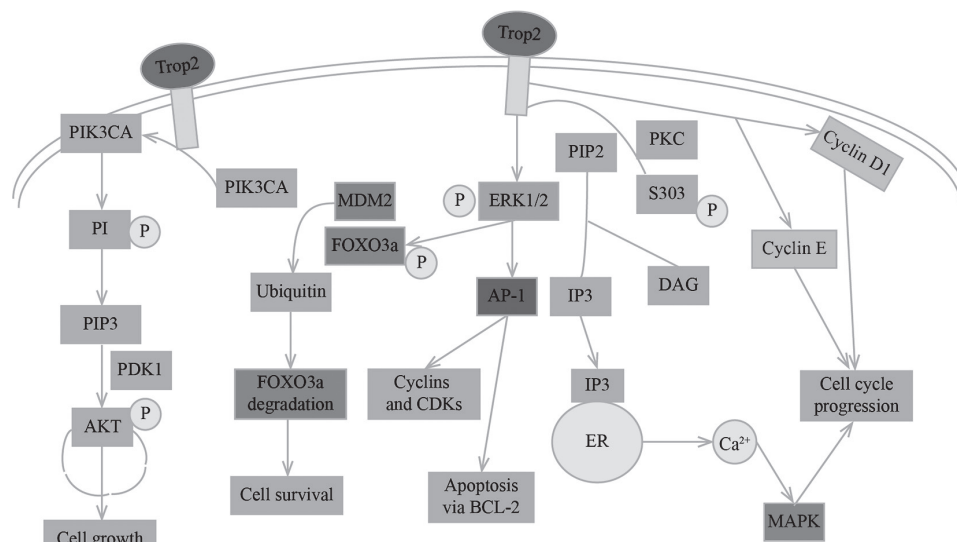 Trop2
Trop2
PIK3CA
PIK3CA
PI
P
PIP3
PDK1
AKT
P
Cell growth
MDM2
FOXO3a
P
Ubiquitin
FOXO3a
degradation
Cell survival
P
ERK1/2
AP-1
Cyclins
and CDKs
Apoptosis
via BCL-2
PIP2
PKC
S303
P
IP3
DAG
IP3
ER
Ca²⁺
MAPK
Cyclin D1
Cyclin E
Cell cycle
progression